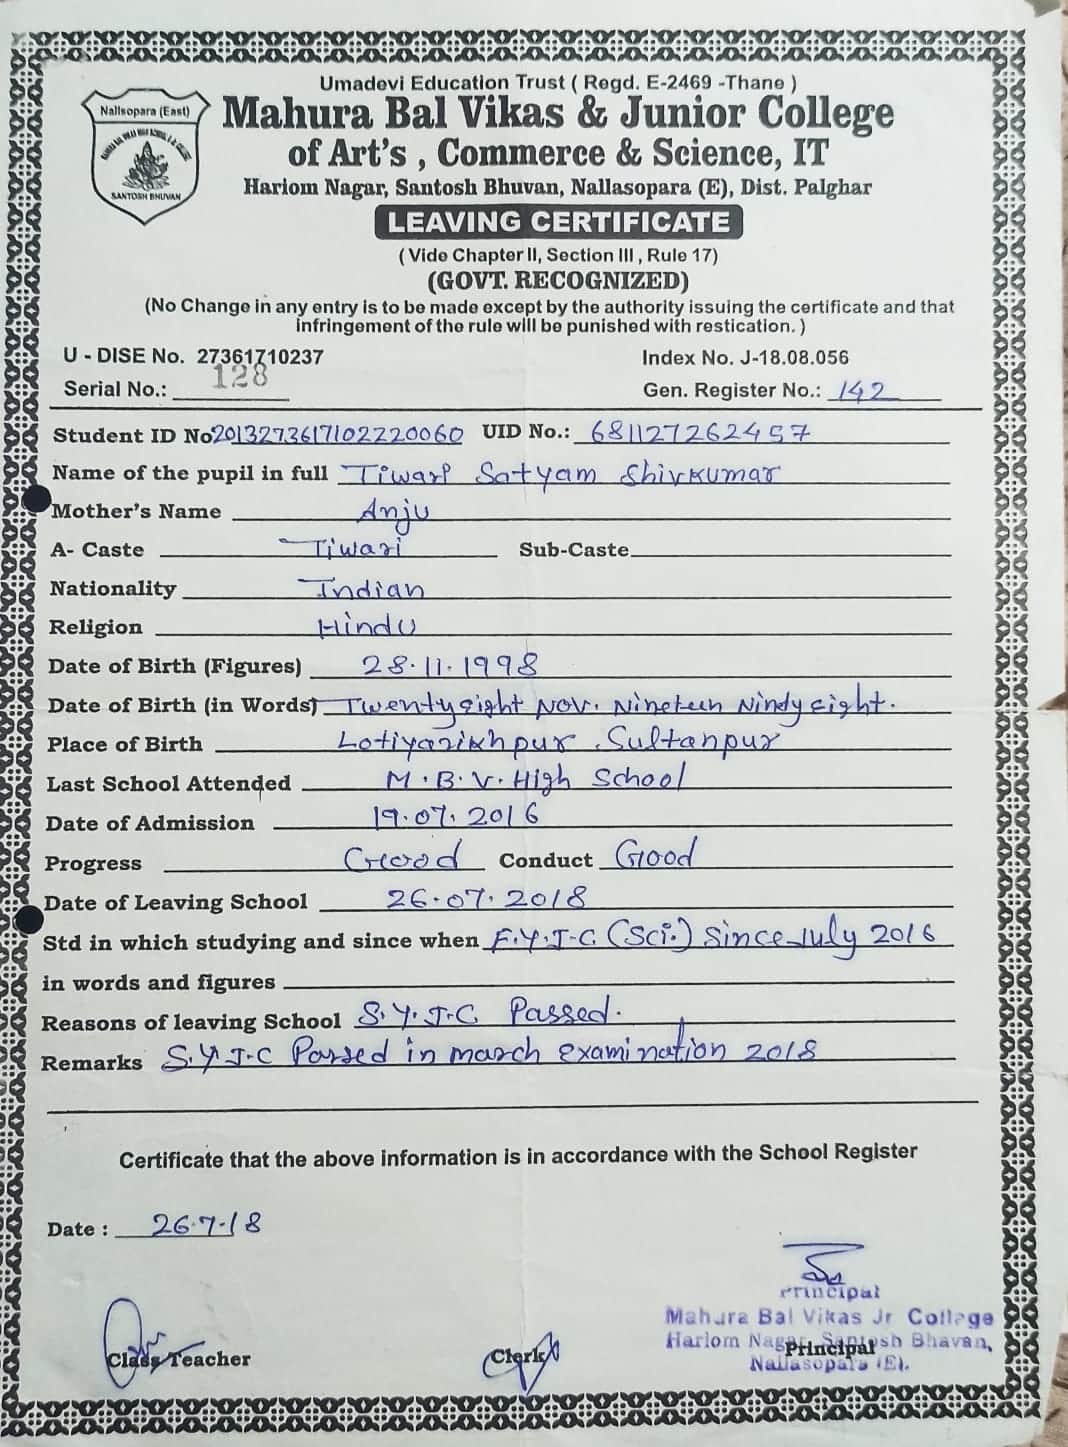 Umadevi Education Trust ( Regd. E-2469 -Thane )
Nallsopara (East)
SANTOSH BHUVAN
Mahura Bal Vikas & Junior College
of Art's , Commerce & Science, IT
Hariom Nagar, Santosh Bhuvan, Nallasopara (E), Dist. Palghar
LEAVING CERTIFICATE
( Vide Chapter II, Section III , Rule 17)
(GOVT. RECOGNIZED)
(No Change in any entry is to be made except by the authority issuing the certificate and that
infringement of the rule will be punished with restication. )
U - DISE No. 27361710237 Index No. J-18.08.056
Serial No.: 128 Gen. Register No.: 142
Student ID No 2013273617102220060 UID No.: 681127262457
Name of the pupil in full Tiwari Satyam Shivkumar
Mother's Name Anju
A- Caste Tiwari Sub-Caste
Nationality Indian
Religion Hindu
Date of Birth (Figures) 28.11.1998
Date of Birth (in Words) Twentyeight Nov. Nineteen Nindyeight.
Place of Birth Sultanpur
Last School Attended M.B.V. High School
Date of Admission 19.07.2016
Progress Good Conduct Good
Date of Leaving School 26.07.2018
Std in which studying and since when F.Y.J.C. (Sci.) Since July 2016
in words and figures
Reasons of leaving School S.Y.J.C. Passed.
Remarks S.Y.J.C Passed in march examination 2018
Certificate that the above information is in accordance with the School Register
Date : 26.7.18
Principal
Mahura Bal Vikas Jr College
Hariom Nagar, Santosh Bhavan,
Nallasopara (E).
Class Teacher Clerk Principal